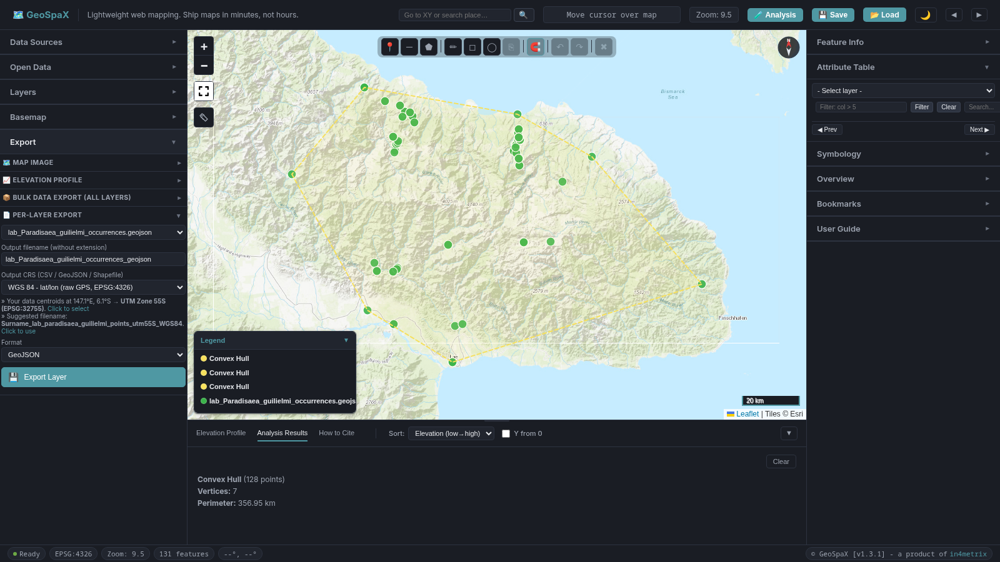 GeoSpaX
Lightweight web mapping. Ship maps in minutes, not hours.
Go to XY or search place…
Move cursor over map
Zoom: 9.5
Analysis
Save
Load
Data Sources
Open Data
Layers
Basemap
Export
MAP IMAGE
ELEVATION PROFILE
BULK DATA EXPORT (ALL LAYERS)
PER-LAYER EXPORT
lab_Paradisaea_guilielmi_occurrences.geojson
Output filename (without extension)
lab_Paradisaea_guilielmi_occurrences_geojson
Output CRS (CSV / GeoJSON / Shapefile)
WGS 84 - lat/lon (raw GPS, EPSG:4326)
» Your data centroids at 147.1°E, 6.1°S → UTM Zone 55S
(EPSG:32755). Click to select
» Suggested filename:
Surname_lab_paradisaea_guilielmi_points_utm55S_WGS84.
Click to use
Format
GeoJSON
Export Layer
+
−
N
Bismarck
Sea
3657 m
4106 m
3941 m
636 m
4025 m
4140 m
2574 m
2579 m
1542 m
2766 m
Highlands Highway
Finschhafen
Lae
Legend
Convex Hull
Convex Hull
Convex Hull
lab_Paradisaea_guilielmi_occurrences.geojs
20 km
Leaflet | Tiles © Esri
Elevation Profile
Analysis Results
How to Cite
Sort:
Elevation (low→high)
Y from 0
Clear
Convex Hull (128 points)
Vertices: 7
Perimeter: 356.95 km
Feature Info
Attribute Table
- Select layer -
Filter: col > 5
Filter
Clear
Search...
◀ Prev
Next ▶
Symbology
Overview
Bookmarks
User Guide
Ready
EPSG:4326
Zoom: 9.5
131 features
--°, --°
© GeoSpaX [v1.3.1] - a product of in4metrix